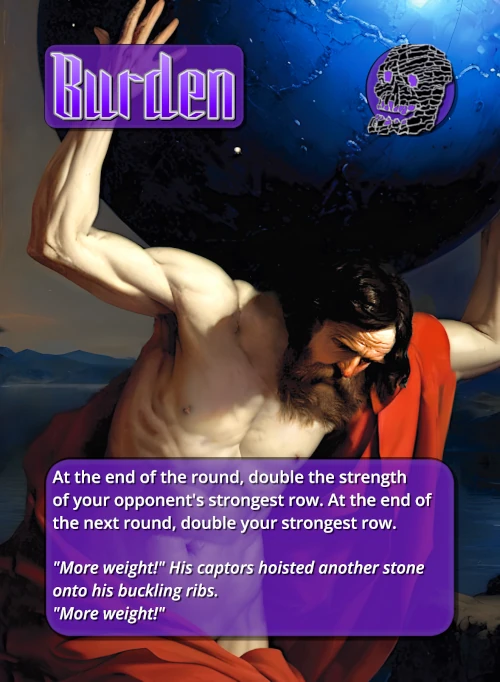 Burden
At the end of the round, double the strength
of your opponent's strongest row. At the end of
the next round, double your strongest row.
"More weight!" His captors hoisted another stone
onto his buckling ribs.
"More weight!"